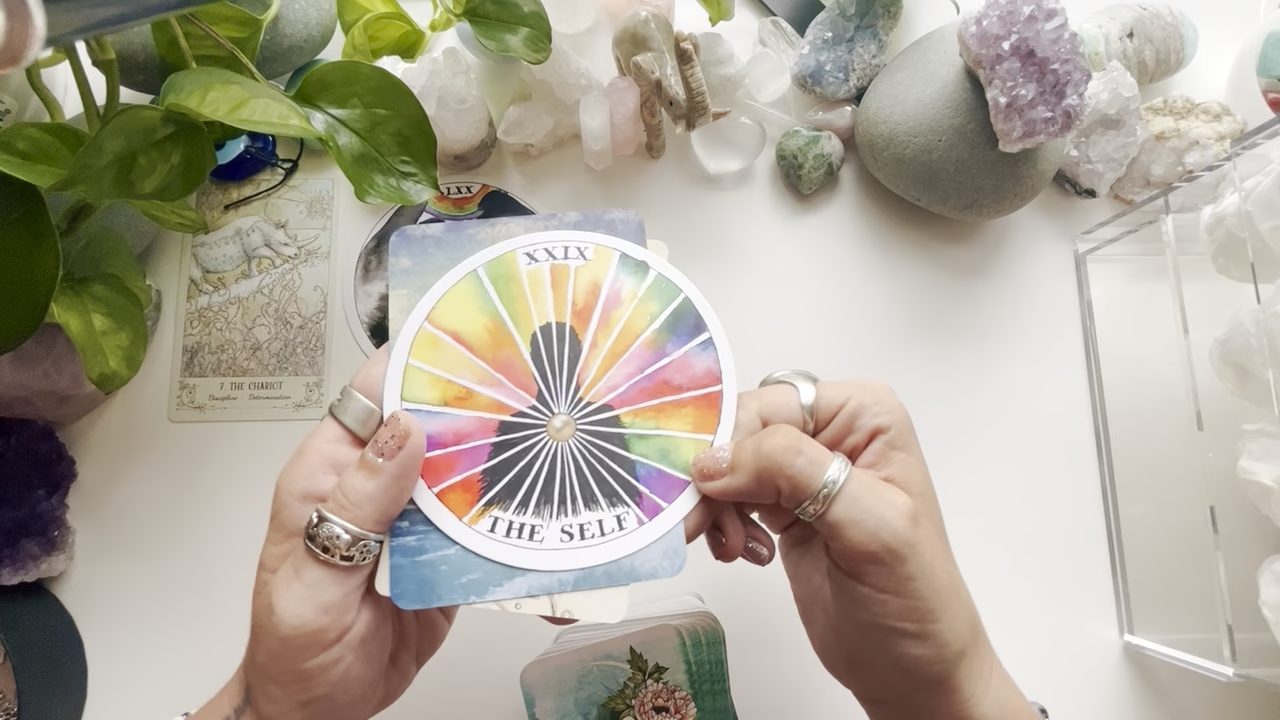 XXIX
THE SELF
LXX
7. THE CHARIOT
Discipline · Determination